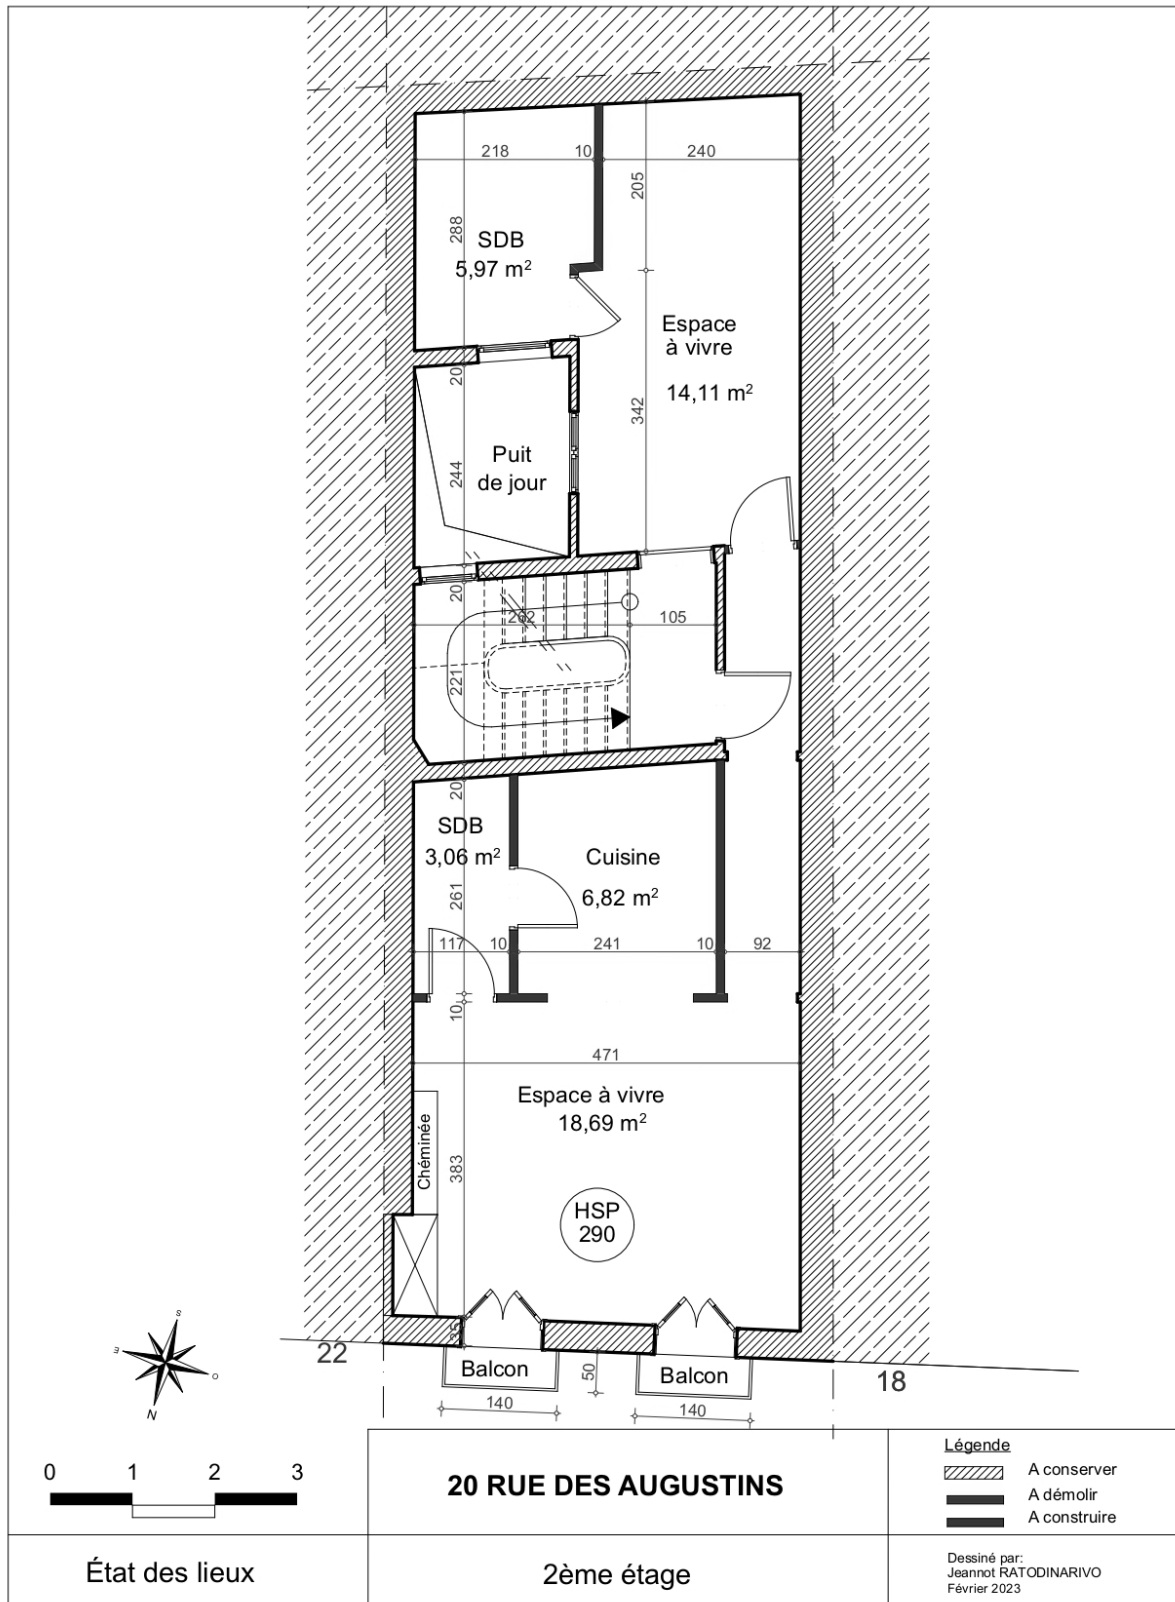 218
10
240
205
288
SDB
5,97 m²
Espace
à vivre
14,11 m²
342
20
Puit
de jour
244
20
262
105
221
20
SDB
3,06 m²
Cuisine
6,82 m²
261
117
10
241
10
92
10
471
Espace à vivre
18,69 m²
Chéminée
383
HSP
290
35
22
Balcon
50
Balcon
18
140
140
S
E
O
N
0 1 2 3
20 RUE DES AUGUSTINS
Légende
A conserver
A démolir
A construire
État des lieux
2ème étage
Dessiné par:
Jeannot RATODINARIVO
Février 2023